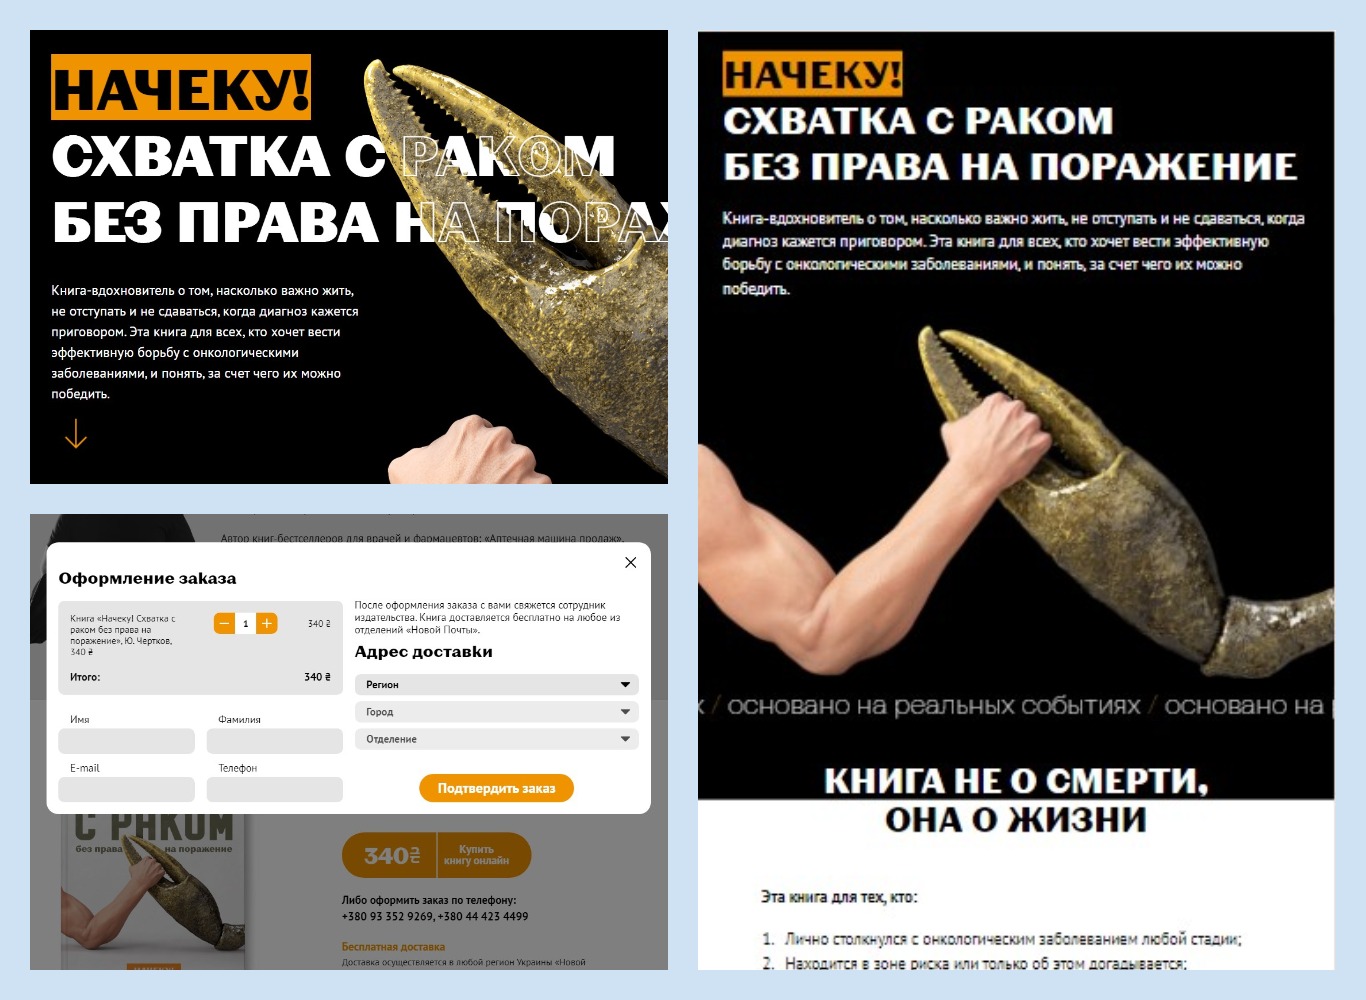 НАЧЕКУ!
СХВАТКА С РАКОМ
БЕЗ ПРАВА НА ПОРАЖ
Книга-вдохновитель о том, насколько важно жить,
не отступать и не сдаваться, когда диагноз кажется
приговором. Эта книга для всех, кто хочет вести
эффективную борьбу с онкологическими
заболеваниями, и понять, за счет чего их можно
победить.
Автор книг-бестселлеров для врачей и фармацевтов: «Аптечная машина продаж»,
Оформление заказа
Книга «Начеку! Схватка с
раком без права на
поражение», Ю. Чертков,
340 ₴
1
340 ₴
Итого:
340 ₴
Имя
Фамилия
E-mail
Телефон
После оформления заказа с вами свяжется сотрудник
издательства. Книга доставляется бесплатно на любое из
отделений «Новой Почты».
Адрес доставки
Регион
Город
Отделение
Подтвердить заказ
С РАКОМ
без права на поражение
340₴
Купить
книгу онлайн
Либо оформить заказ по телефону:
+380 93 352 9269, +380 44 423 4499
Бесплатная доставка
Доставка осуществляется в любой регион Украины «Новой
НАЧЕКУ!
СХВАТКА С РАКОМ
БЕЗ ПРАВА НА ПОРАЖЕНИЕ
Книга-вдохновитель о том, насколько важно жить, не отступать и не сдаваться, когда
диагноз кажется приговором. Эта книга для всех, кто хочет вести эффективную
борьбу с онкологическими заболеваниями, и понять, за счет чего их можно
победить.
х / основано на реальных событиях / основано на р
КНИГА НЕ О СМЕРТИ,
ОНА О ЖИЗНИ
Эта книга для тех, кто:
1. Лично столкнулся с онкологическим заболеванием любой стадии;
2. Находится в зоне риска или только об этом догадывается;